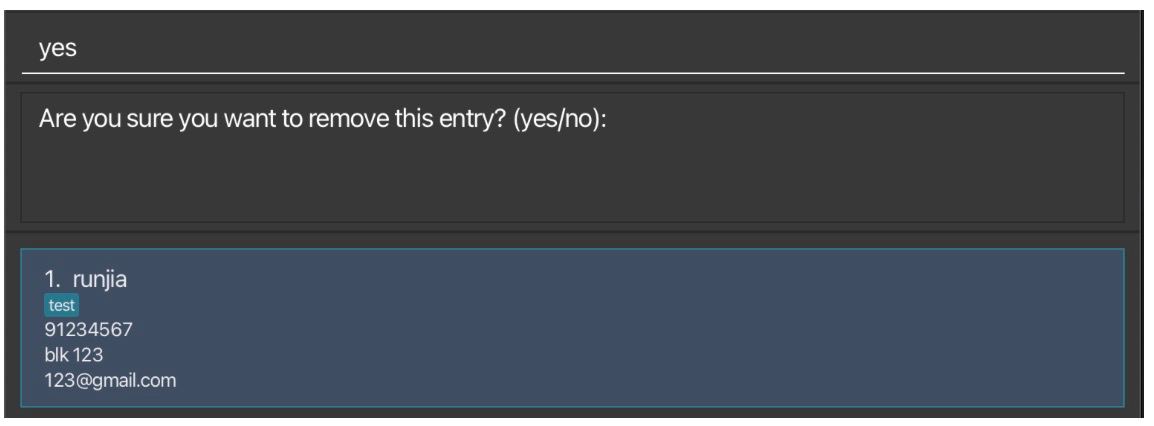 yes
Are you sure you want to remove this entry? (yes/no):
1. runjia
test
91234567
blk 123
123@gmail.com